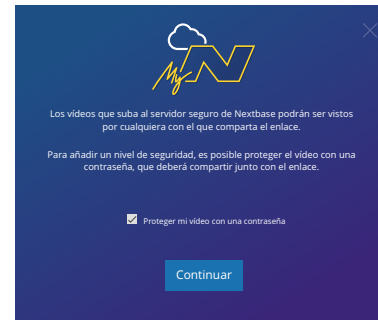 My N
Los vídeos que suba al servidor seguro de Nextbase podrán ser vistos
por cualquiera con el que comparta el enlace.
Para añadir un nivel de seguridad, es posible proteger el vídeo con una
contraseña, que deberá compartir junto con el enlace.
Proteger mi vídeo con una contraseña
Continuar